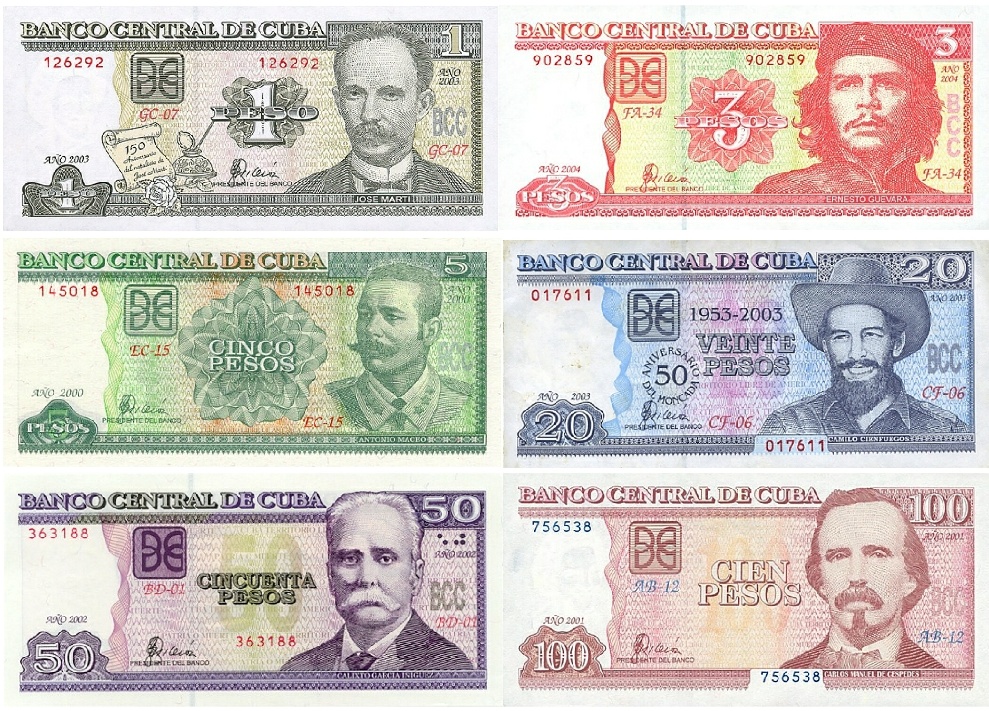 BANCO CENTRAL DE CUBA
1
126292
126292
AÑO
2003
GC-07
1
PESO
BCC
150
Aniversario
del natalicio de
José Martí
GC-07
AÑO 2003
1
PRESIDENTE DEL BANCO
JOSE MARTI
BANCO CENTRAL DE CUBA
3
902859
902859
AÑO
2004
FA-34
3
PESOS
BCC
FA-34
AÑO 2004
3
PESOS
PRESIDENTE DEL BANCO
ERNESTO GUEVARA
BANCO CENTRAL DE CUBA
5
145018
145018
AÑO
2000
EC-15
CINCO
PESOS
BCC
AÑO 2000
EC-15
5
PESOS
PRESIDENTE DEL BANCO
ANTONIO MACEO
BANCO CENTRAL DE CUBA
20
017611
AÑO 2003
1953-2003
VEINTE
PESOS
50
ANIVERSARIO
DEL MONCADA
BCC
CF-06
AÑO 2003
CF-06
20
PRESIDENTE DEL BANCO
CAMILO CIENFUEGOS
017611
BANCO CENTRAL DE CUBA
50
363188
AÑO 2002
BD-01
CINCUENTA
PESOS
BCC
BD-01
AÑO 2002
363188
50
PRESIDENTE DEL BANCO
CALIXTO GARCIA IÑIGUEZ
BANCO CENTRAL DE CUBA
100
756538
AÑO 2001
AB-12
CIEN
PESOS
BCC
AB-12
AÑO 2001
100
PRESIDENTE DEL BANCO
756538
CARLOS MANUEL DE CESPEDES